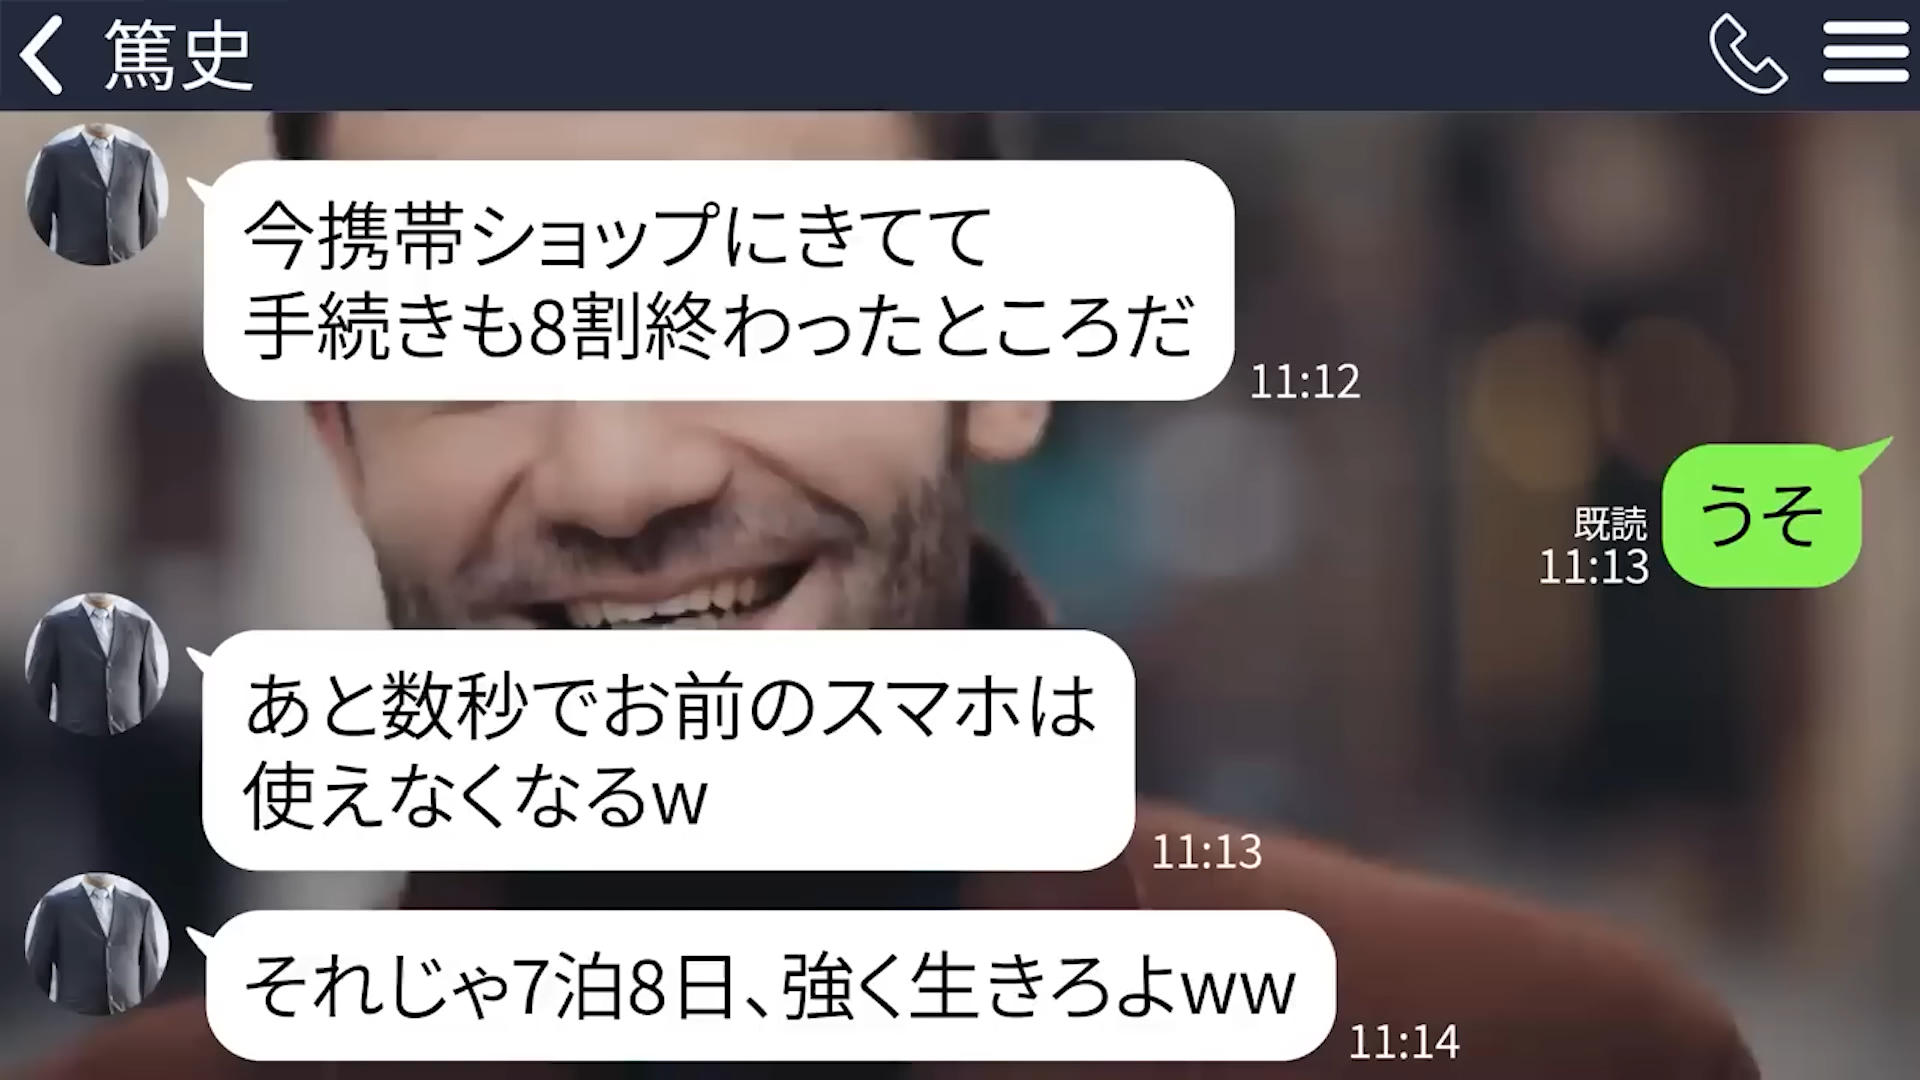 篤史
今携帯ショップにきてて
手続きも8割終わったところだ
11:12
うそ
既読
11:13
あと数秒でお前のスマホは
使えなくなるw
11:13
それじゃ7泊8日、強く生きろよww
11:14